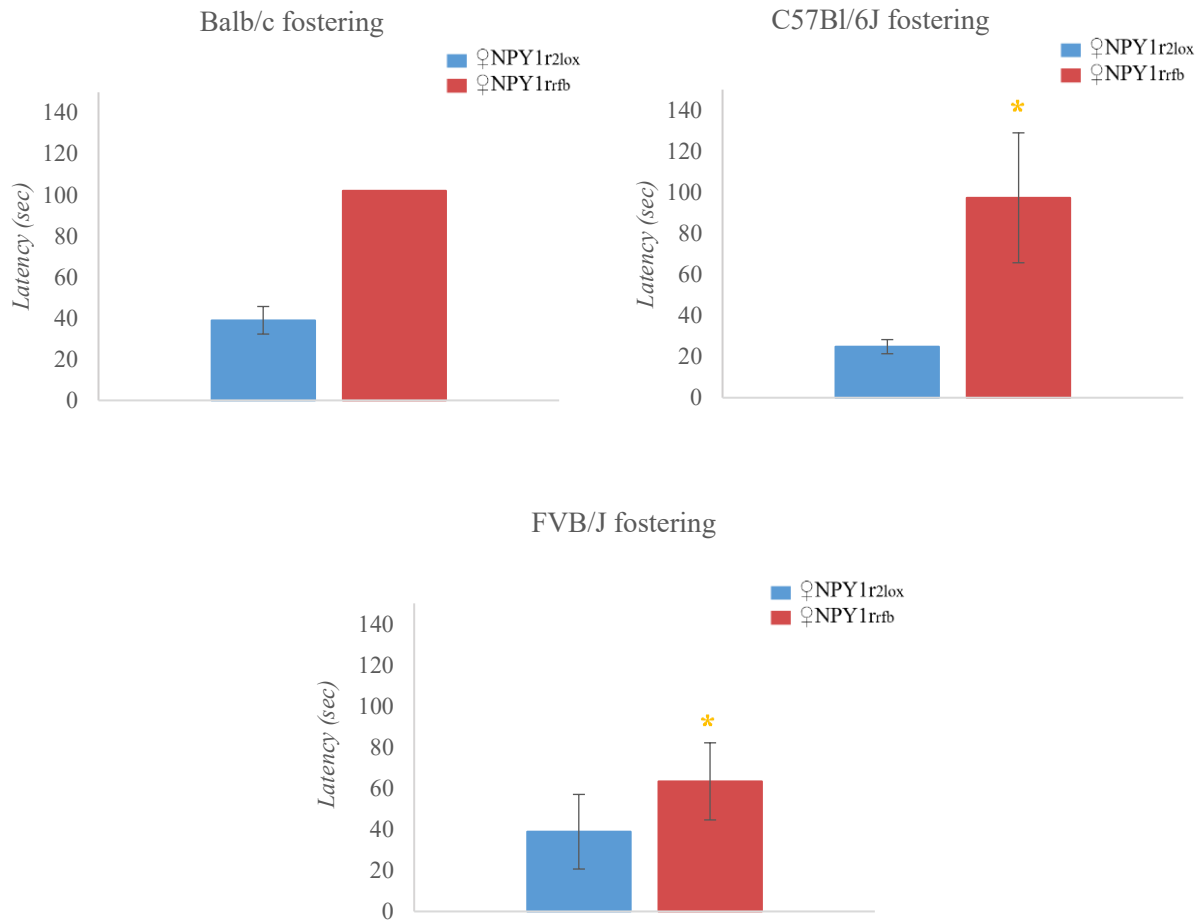 Balb/c fostering
♀NPY1r2lox
♀NPY1rrfb
140
120
100
80
60
40
20
0
Latency (sec)
C57Bl/6J fostering
♀NPY1r2lox
♀NPY1rrfb
*
140
120
100
80
60
40
20
0
Latency (sec)
FVB/J fostering
♀NPY1r2lox
♀NPY1rrfb
*
140
120
100
80
60
40
20
0
Latency (sec)